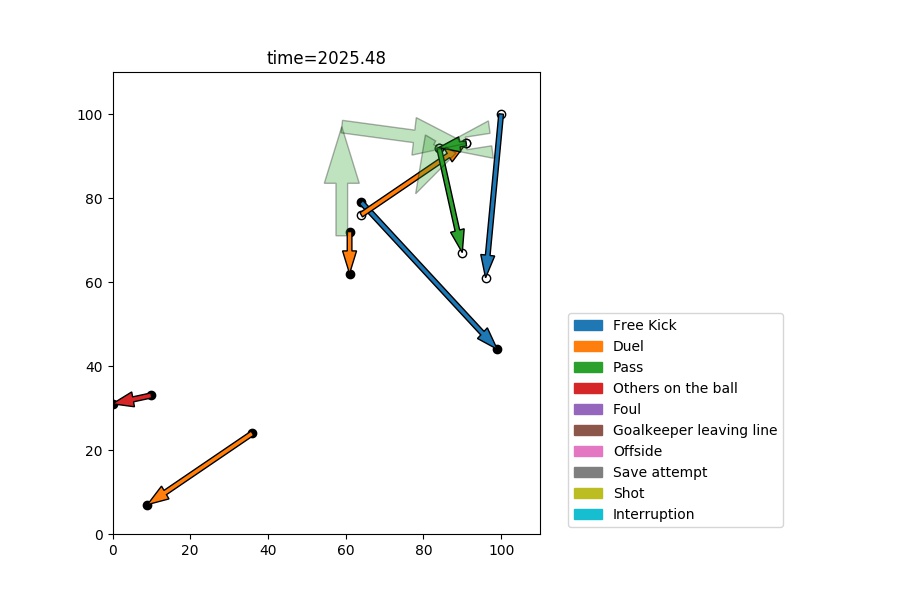 time=2025.48
100
80
60
40
20
0
0 20 40 60 80 100
Free Kick
Duel
Pass
Others on the ball
Foul
Goalkeeper leaving line
Offside
Save attempt
Shot
Interruption